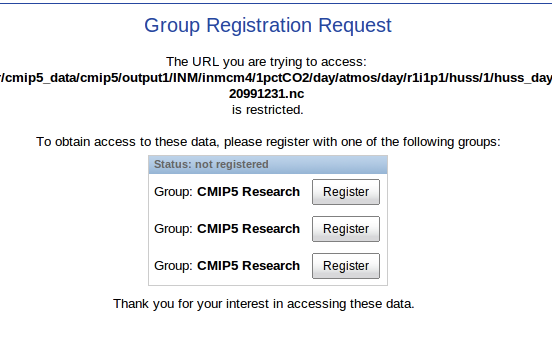 Group Registration Request
The URL you are trying to access:
/cmip5_data/cmip5/output1/INM/inmcm4/1pctCO2/day/atmos/day/r1i1p1/huss/1/huss_day
20991231.nc
is restricted.
To obtain access to these data, please register with one of the following groups:
Status: not registered
Group: CMIP5 Research Register
Group: CMIP5 Research Register
Group: CMIP5 Research Register
Thank you for your interest in accessing these data.